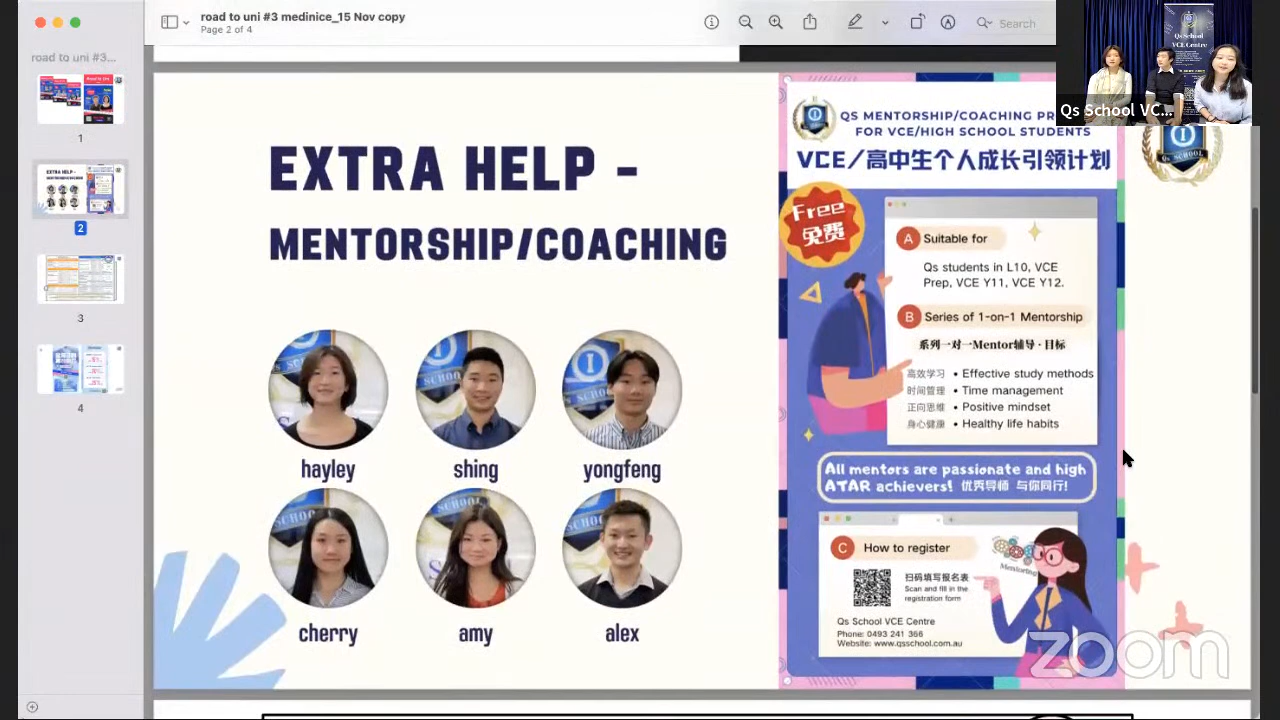 road to uni #3 medinice_15 Nov copy
Page 2 of 4
Search
road to uni #3...
1
2
3
4
EXTRA HELP -
MENTORSHIP/COACHING
hayley
shing
yongfeng
cherry
amy
alex
QS MENTORSHIP/COACHING PR
FOR VCE/HIGH SCHOOL STUDENTS
VCE/高中生个人成长引领计划
Free
免费
A Suitable for
Qs students in L10, VCE
Prep, VCE Y11, VCE Y12.
B Series of 1-on-1 Mentorship
系列一对一Mentor辅导·目标
高效学习 • Effective study methods
时间管理 • Time management
正向思维 • Positive mindset
身心健康 • Healthy life habits
All mentors are passionate and high
ATAR achievers! 优秀导师 与你同行!
C How to register
扫码填写报名表
Scan and fill in the
registration form
Mentoring
Qs School VCE Centre
Phone: 0493 241 366
Website: www.qsschool.com.au
Qs School
VCE Centre
Qs School VC...
Qs SCHOOL
zoom